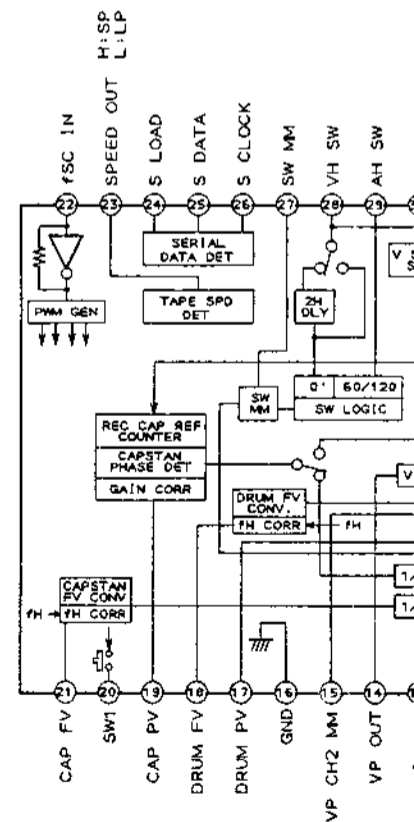 H:SP
L:LP
fSC IN
SPEED OUT
S LOAD
S DATA
S CLOCK
SW MM
VH SW
AH SW
22
23
24
25
26
27
28
29
SERIAL
DATA DET
PWM GEN
TAPE SPD
DET
2H
DLY
V
S
SW
MM
01
60/120
SW LOGIC
REC CAP REF
COUNTER
CAPSTAN
PHASE DET
GAIN CORR
V
DRUM FV
CONV.
fH CORR
fH
1/
1/
CAPSTAN
FV CONV
fH
fH CORR
21
20
19
18
17
16
15
14
CAP FV
SW1
CAP PV
DRUM FV
DRUM PV
GND
VP CH2 MM
VP OUT